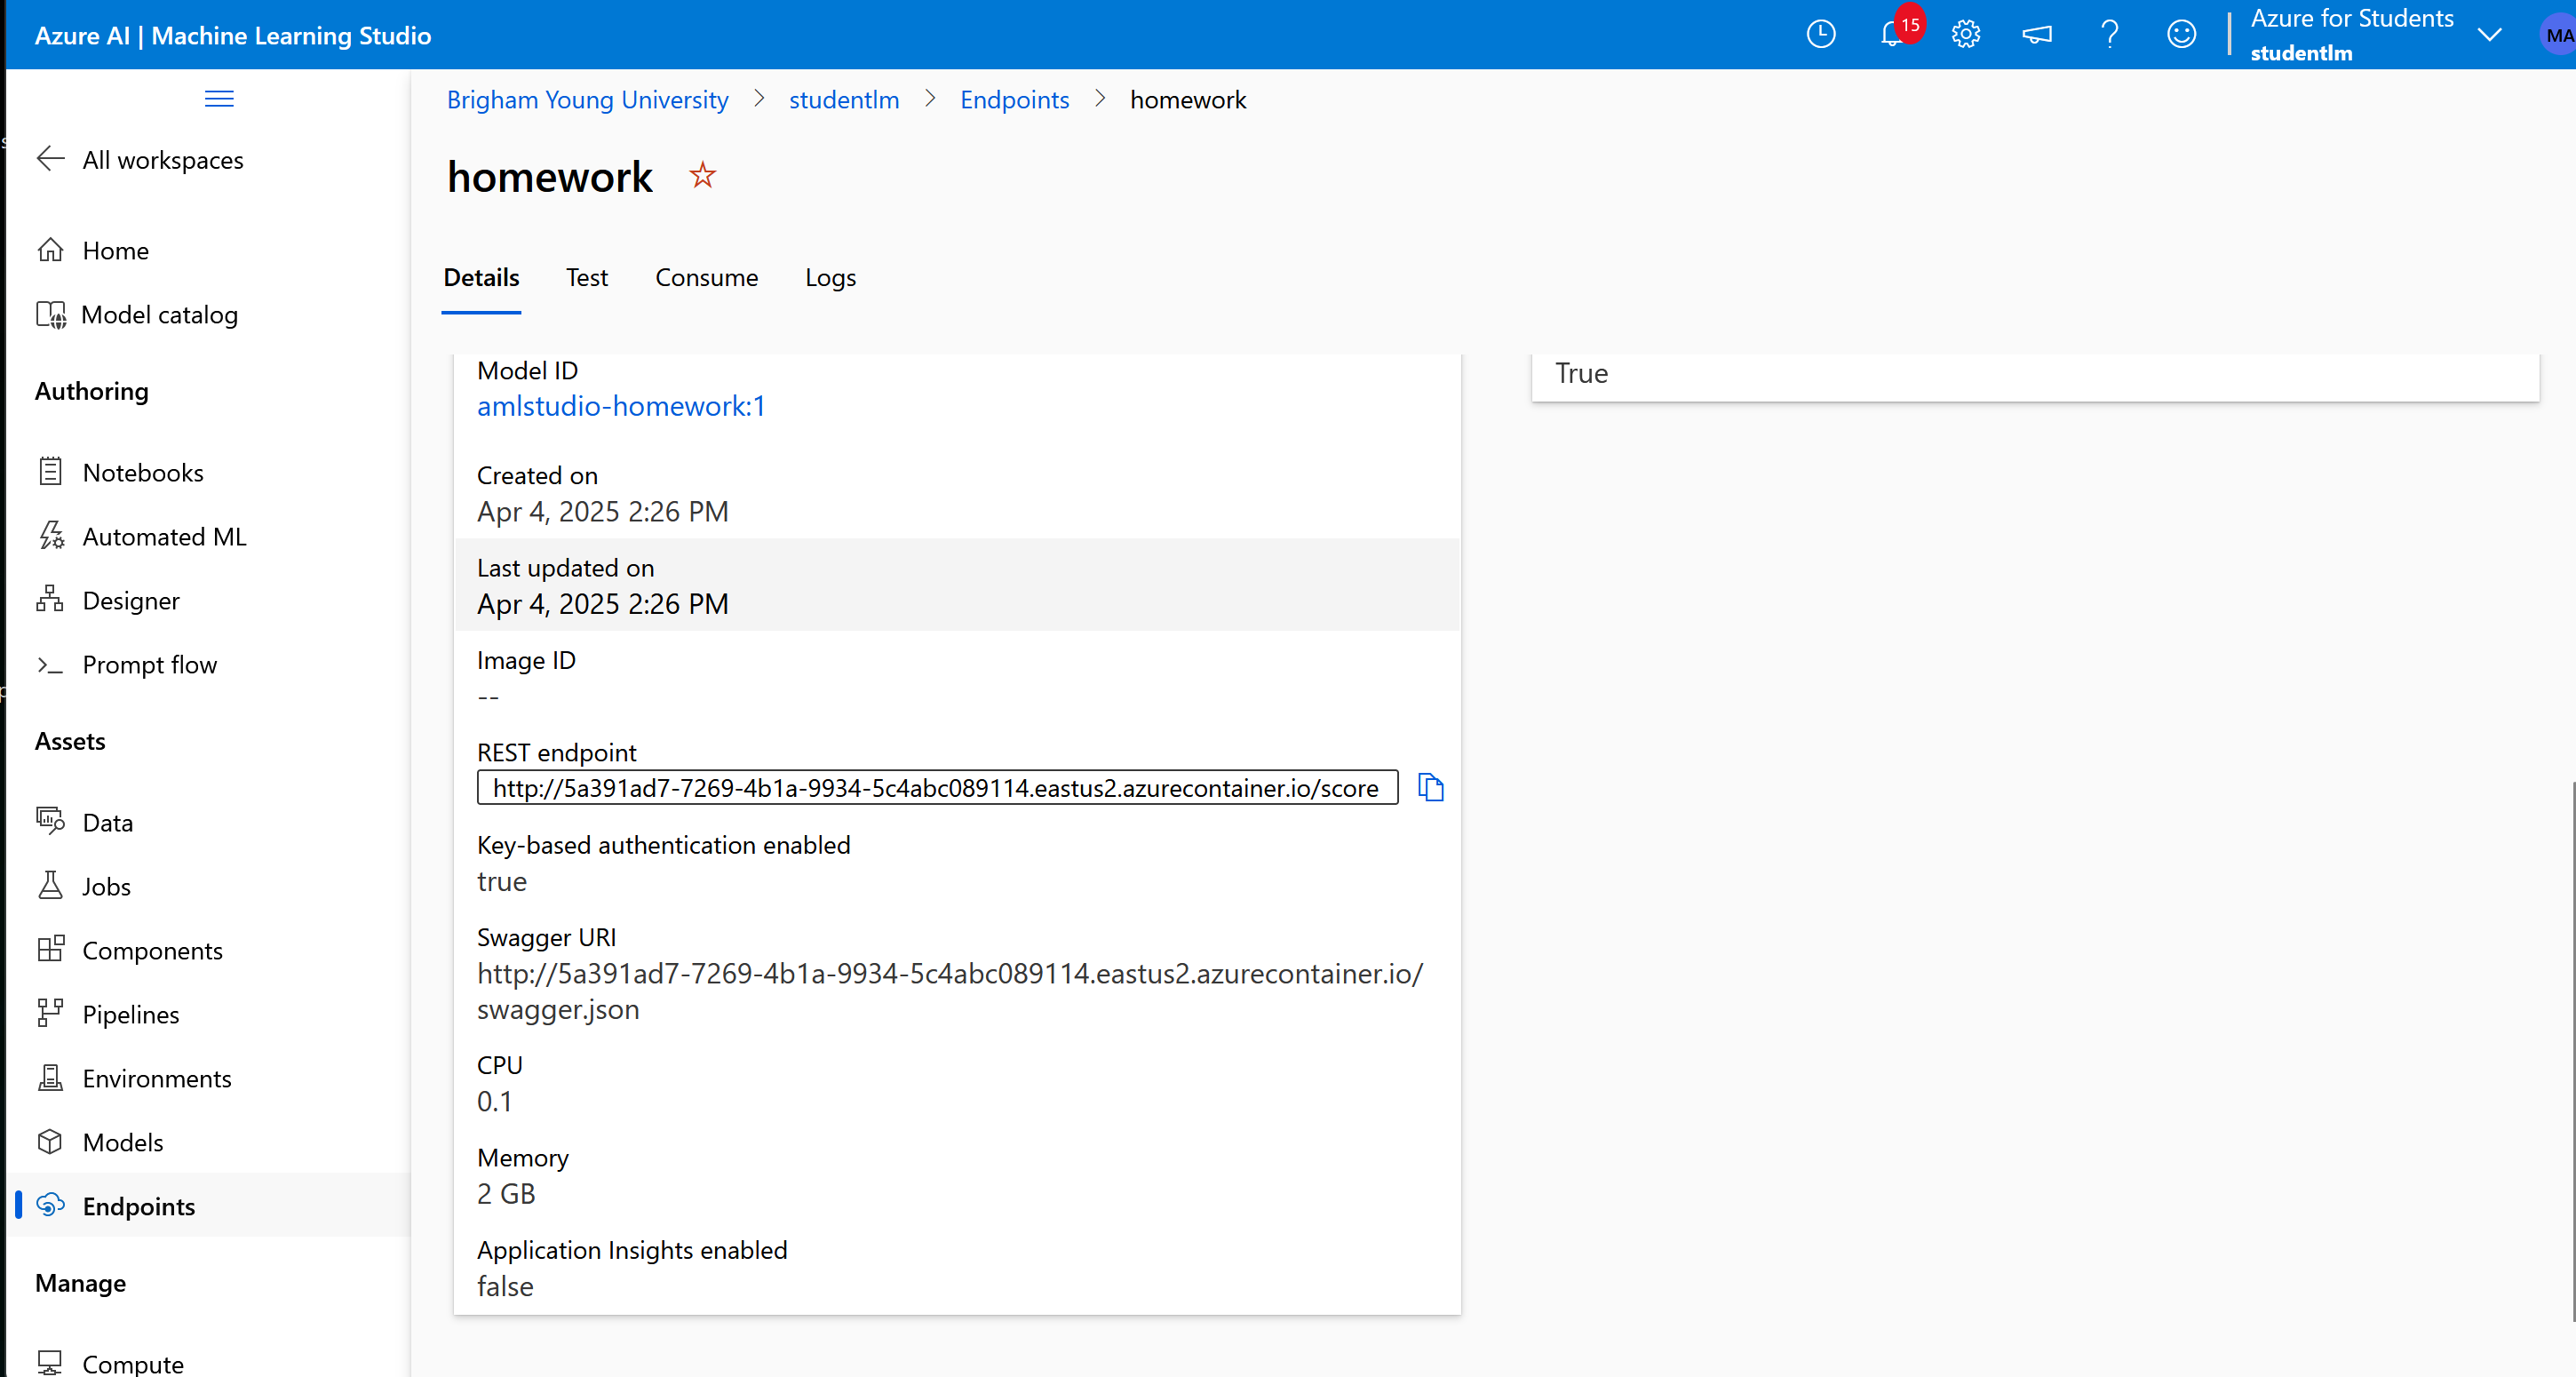 Azure AI | Machine Learning Studio
15
Azure for Students
studentlm
MA
All workspaces
Home
Model catalog
Authoring
Notebooks
Automated ML
Designer
Prompt flow
Assets
Data
Jobs
Components
Pipelines
Environments
Models
Endpoints
Manage
Compute
Brigham Young University > studentlm > Endpoints > homework
homework
Details Test Consume Logs
Model ID
amlstudio-homework:1
Created on
Apr 4, 2025 2:26 PM
Last updated on
Apr 4, 2025 2:26 PM
Image ID
--
REST endpoint
http://5a391ad7-7269-4b1a-9934-5c4abc089114.eastus2.azurecontainer.io/score
Key-based authentication enabled
true
Swagger URI
http://5a391ad7-7269-4b1a-9934-5c4abc089114.eastus2.azurecontainer.io/
swagger.json
CPU
0.1
Memory
2 GB
Application Insights enabled
false
True